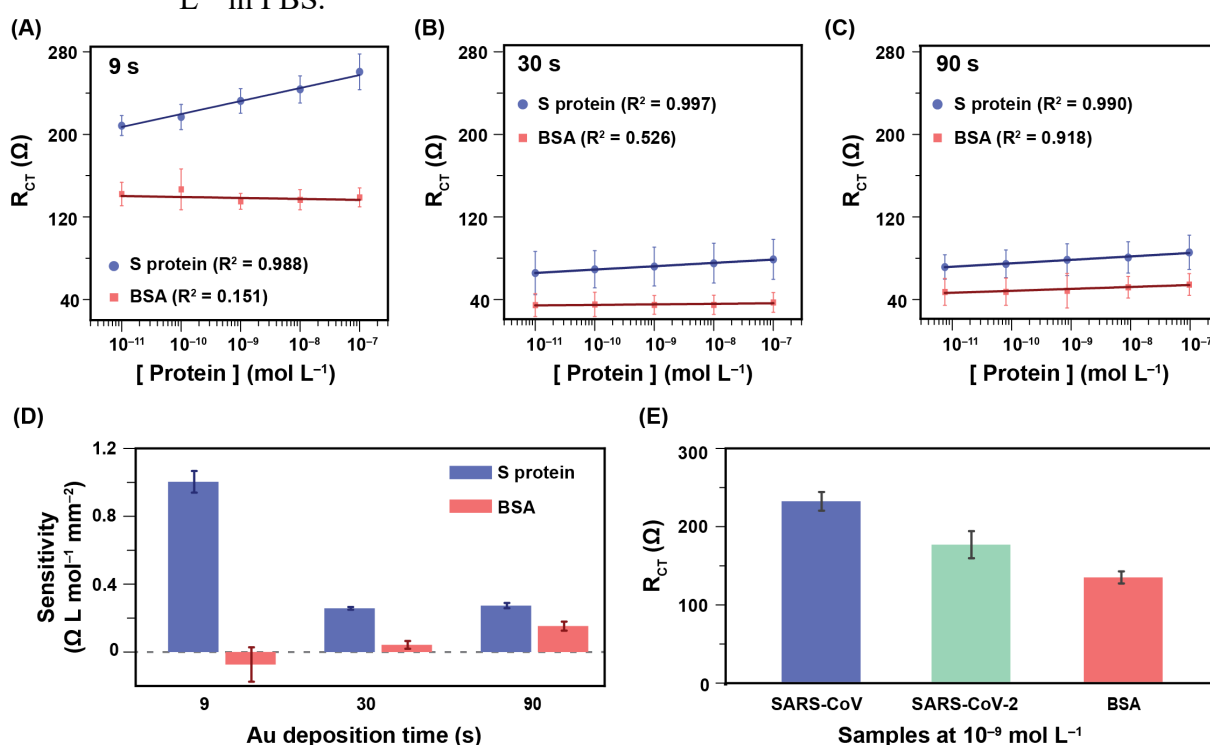 L⁻¹ in PBS.
(A)
280
200
120
40
R_CT (Ω)
9 s
S protein (R² = 0.988)
BSA (R² = 0.151)
10⁻¹¹ 10⁻¹⁰ 10⁻⁹ 10⁻⁸ 10⁻⁷
[ Protein ] (mol L⁻¹)
(B)
280
200
120
40
R_CT (Ω)
30 s
S protein (R² = 0.997)
BSA (R² = 0.526)
10⁻¹¹ 10⁻¹⁰ 10⁻⁹ 10⁻⁸ 10⁻⁷
[ Protein ] (mol L⁻¹)
(C)
280
200
120
40
R_CT (Ω)
90 s
S protein (R² = 0.990)
BSA (R² = 0.918)
10⁻¹¹ 10⁻¹⁰ 10⁻⁹ 10⁻⁸ 10⁻⁷
[ Protein ] (mol L⁻¹)
(D)
1.2
0.8
0.4
0
Sensitivity
(Ω L mol⁻¹ mm⁻²)
S protein
BSA
9 30 90
Au deposition time (s)
(E)
300
200
100
0
R_CT (Ω)
SARS-CoV SARS-CoV-2 BSA
Samples at 10⁻⁹ mol L⁻¹